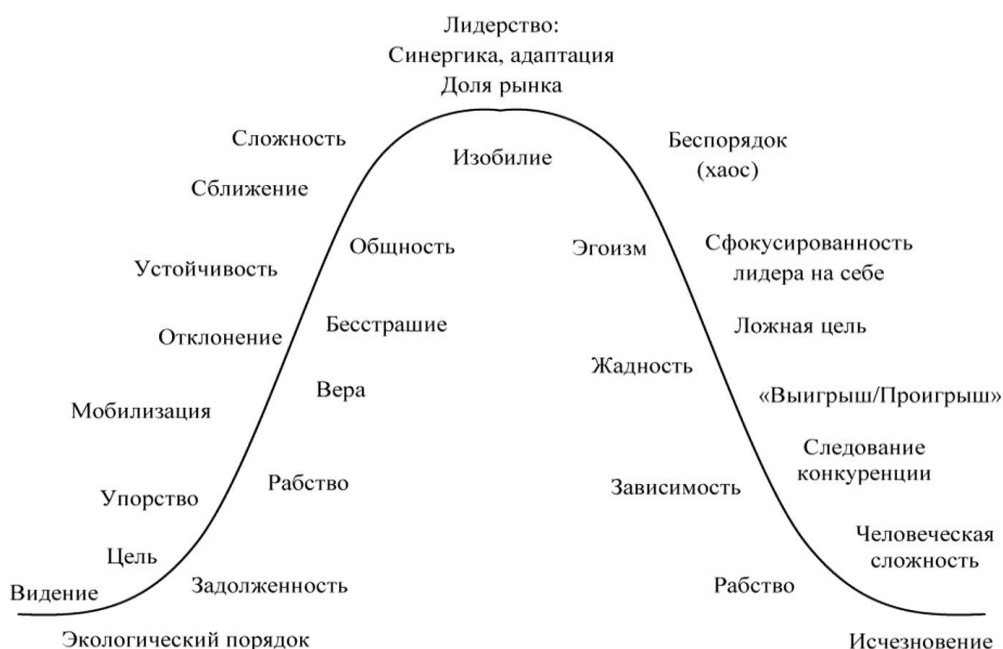 Лидерство:
Синергика, адаптация
Доля рынка
Сложность
Изобилие
Беспорядок
(хаос)
Сближение
Общность
Эгоизм
Сфокусированность
лидера на себе
Устойчивость
Отклонение
Бесстрашие
Ложная цель
Жадность
Вера
«Выигрыш/Проигрыш»
Мобилизация
Следование
конкуренции
Рабство
Зависимость
Упорство
Человеческая
сложность
Цель
Задолженность
Рабство
Видение
Экологический порядок
Исчезновение